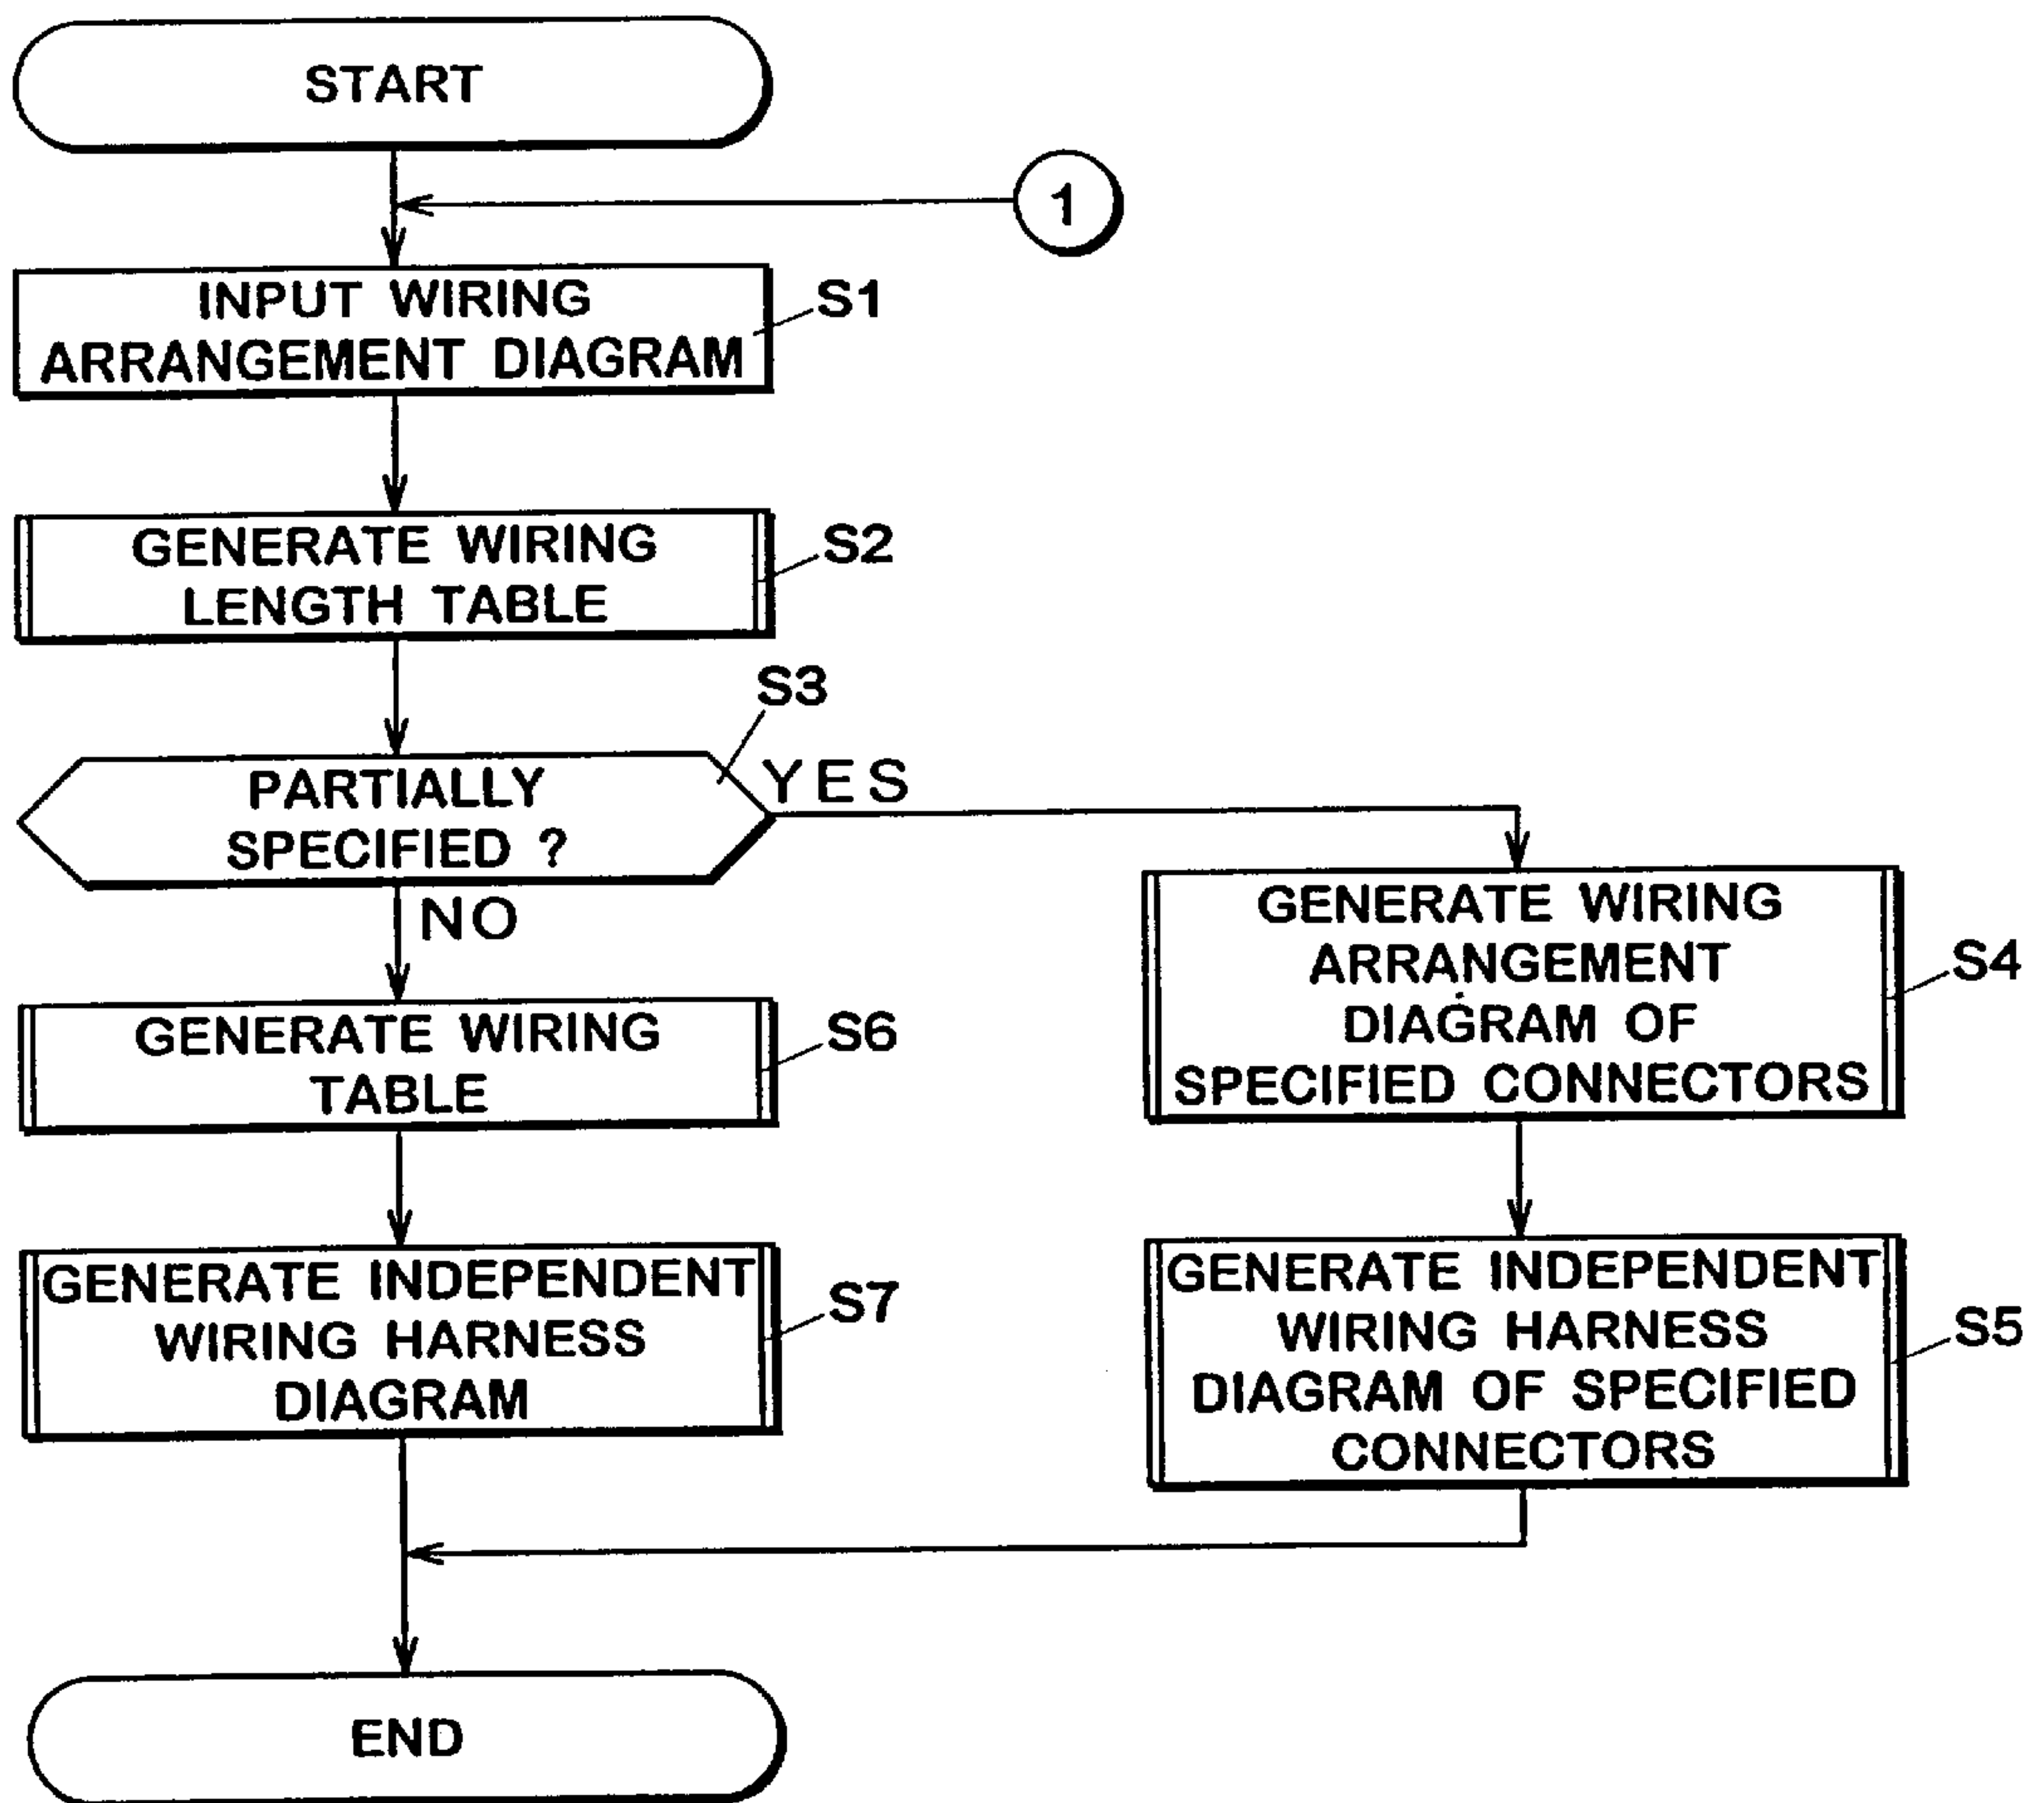 START
1
INPUT WIRING
ARRANGEMENT DIAGRAM
S1
GENERATE WIRING
LENGTH TABLE
S2
S3
PARTIALLY
SPECIFIED ?
YES
NO
GENERATE WIRING
ARRANGEMENT
DIAGRAM OF
SPECIFIED CONNECTORS
S4
GENERATE WIRING
TABLE
S6
GENERATE INDEPENDENT
WIRING HARNESS
DIAGRAM
S7
GENERATE INDEPENDENT
WIRING HARNESS
DIAGRAM OF SPECIFIED
CONNECTORS
S5
END